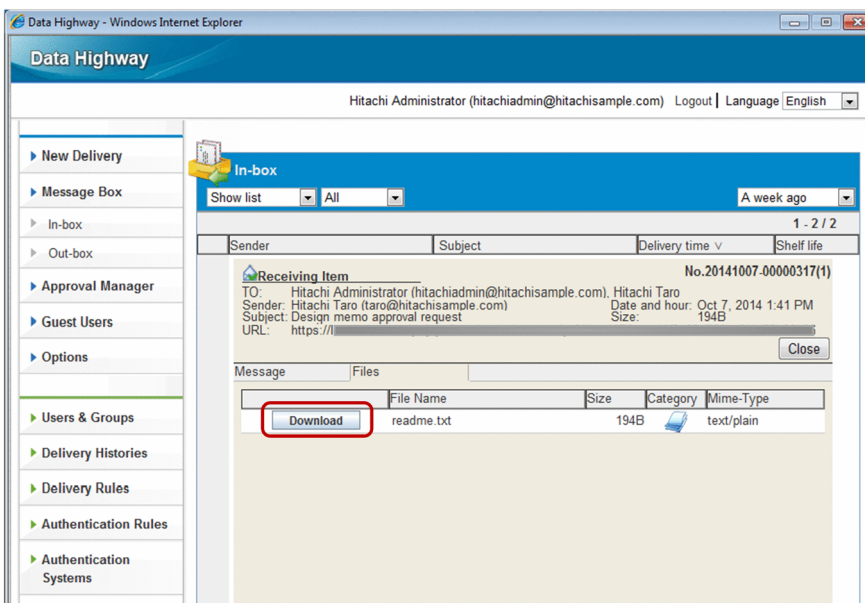 Data Highway - Windows Internet Explorer
Data Highway
Hitachi Administrator (hitachiadmin@hitachisample.com) Logout Language English
New Delivery
Message Box
In-box
Out-box
Approval Manager
Guest Users
Options
Users & Groups
Delivery Histories
Delivery Rules
Authentication Rules
Authentication
Systems
In-box
Show list All A week ago
1 - 2 / 2
Sender Subject Delivery time ∨ Shelf life
Receiving Item No.20141007-00000317(1)
TO: Hitachi Administrator (hitachiadmin@hitachisample.com), Hitachi Taro
Sender: Hitachi Taro (taro@hitachisample.com) Date and hour: Oct 7, 2014 1:41 PM
Subject: Design memo approval request Size: 194B
URL: https://
Close
Message Files
File Name Size Category Mime-Type
Download readme.txt 194B text/plain